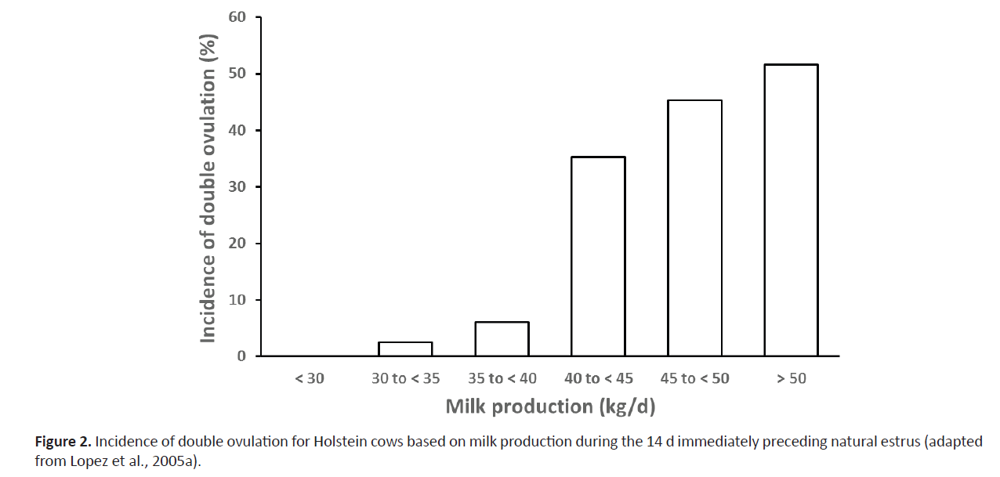 60
50
40
30
20
10
0
Incidence of double ovulation (%)
< 30 30 to < 35 35 to < 40 40 to < 45 45 to < 50 > 50
Milk production (kg/d)
Figure 2. Incidence of double ovulation for Holstein cows based on milk production during the 14 d immediately preceding natural estrus (adapted
from Lopez et al., 2005a).